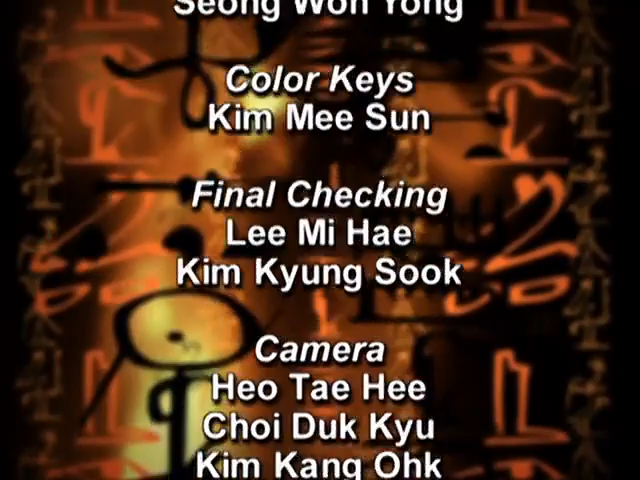 Seong Won Yong
Color Keys
Kim Mee Sun
Final Checking
Lee Mi Hae
Kim Kyung Sook
Camera
Heo Tae Hee
Choi Duk Kyu
Kim Kang Ohk